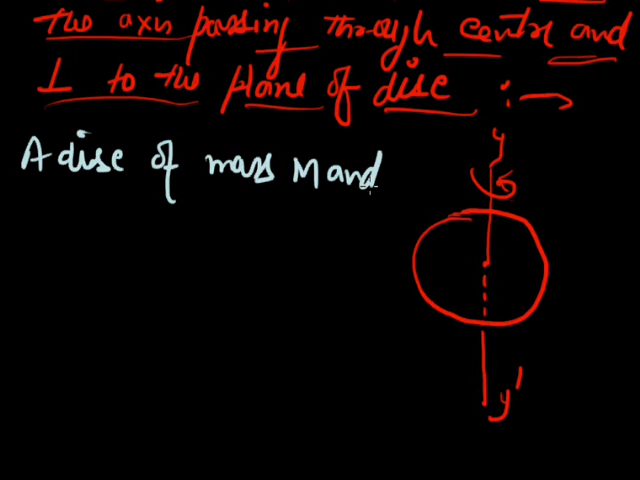 the axis passing through centre and
⊥ to the plane of disc :→
A disc of mass M and
y
y'